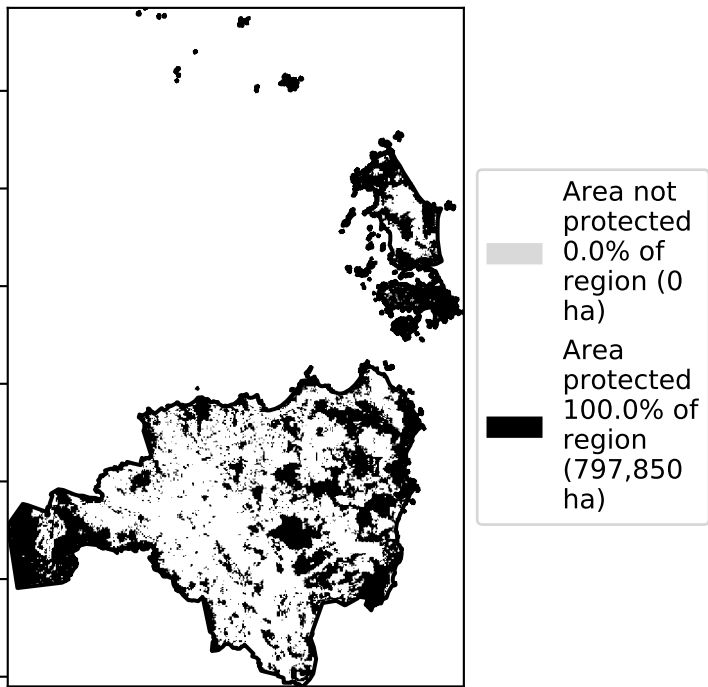 Area not
protected
0.0% of
region (0
ha)
Area
protected
100.0% of
region
(797,850
ha)